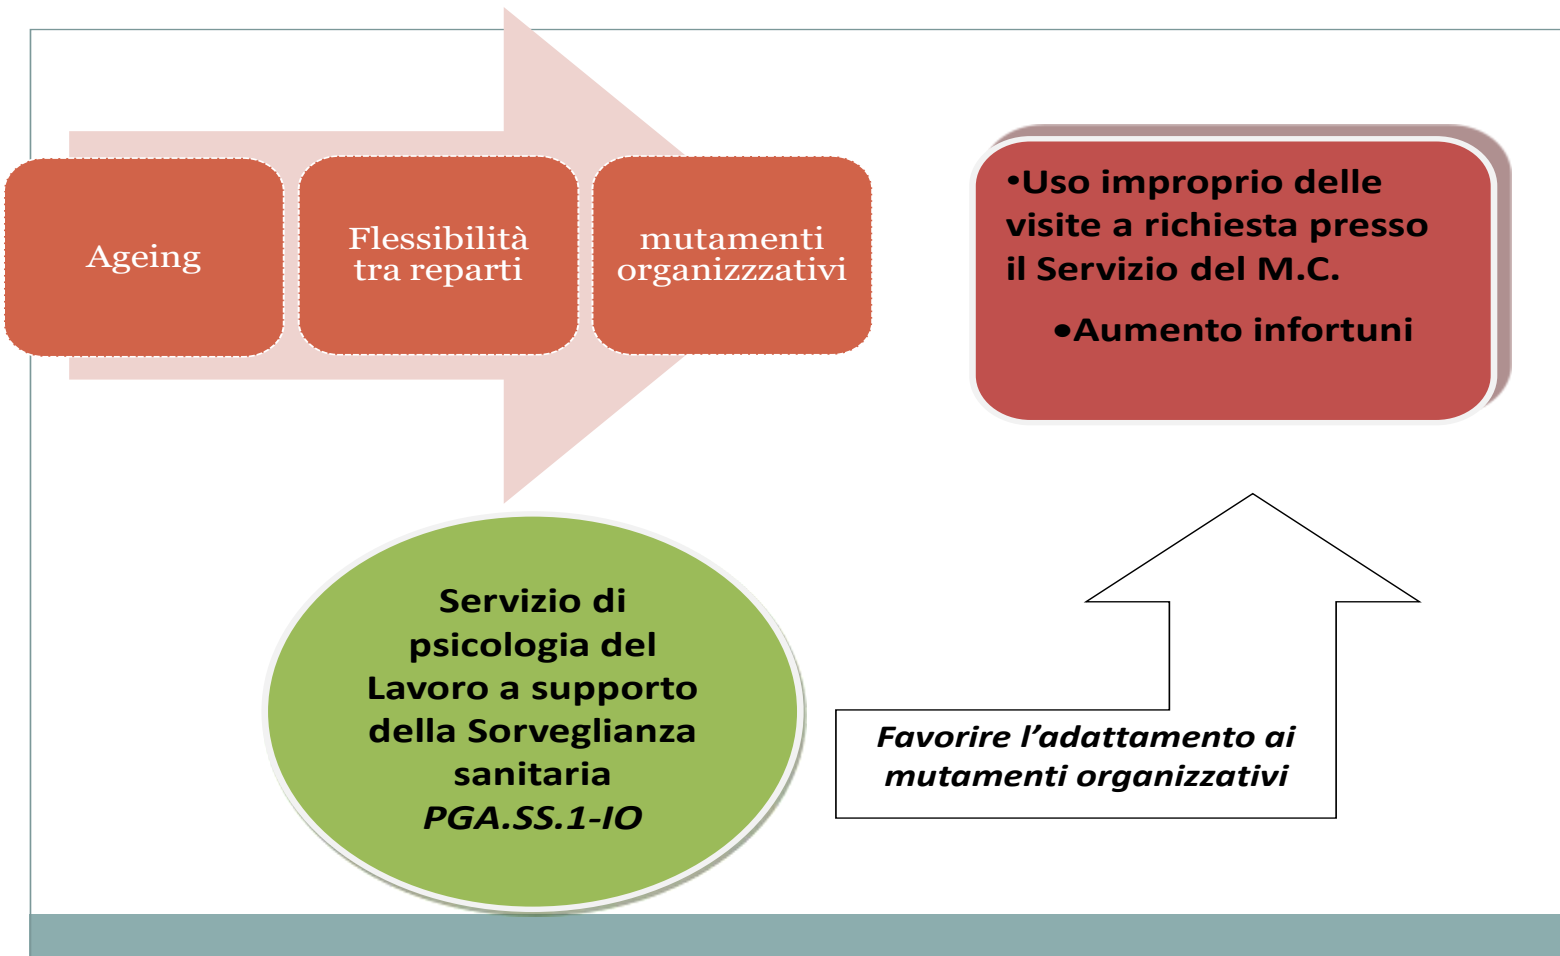 Ageing
Flessibilità
tra reparti
mutamenti
organizzzativi
•Uso improprio delle
visite a richiesta presso
il Servizio del M.C.
•Aumento infortuni
Servizio di
psicologia del
Lavoro a supporto
della Sorveglianza
sanitaria
PGA.SS.1-IO
Favorire l’adattamento ai
mutamenti organizzativi